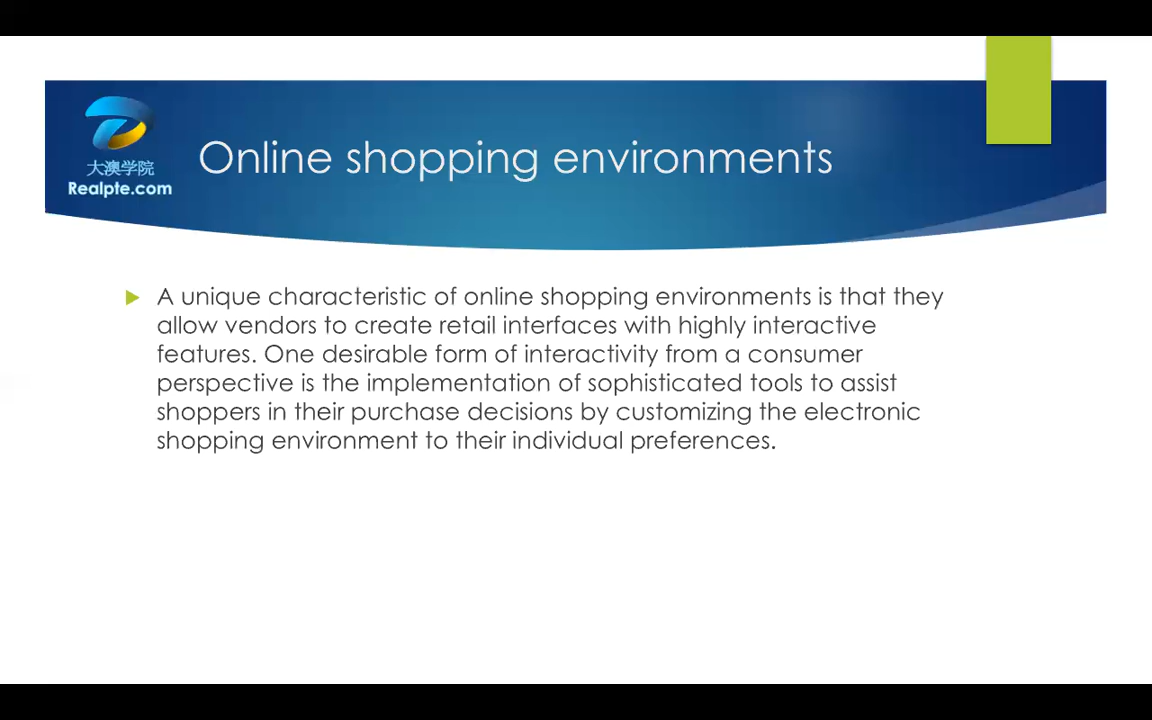 大澳学院
Realpte.com
Online shopping environments
A unique characteristic of online shopping environments is that they
allow vendors to create retail interfaces with highly interactive
features. One desirable form of interactivity from a consumer
perspective is the implementation of sophisticated tools to assist
shoppers in their purchase decisions by customizing the electronic
shopping environment to their individual preferences.